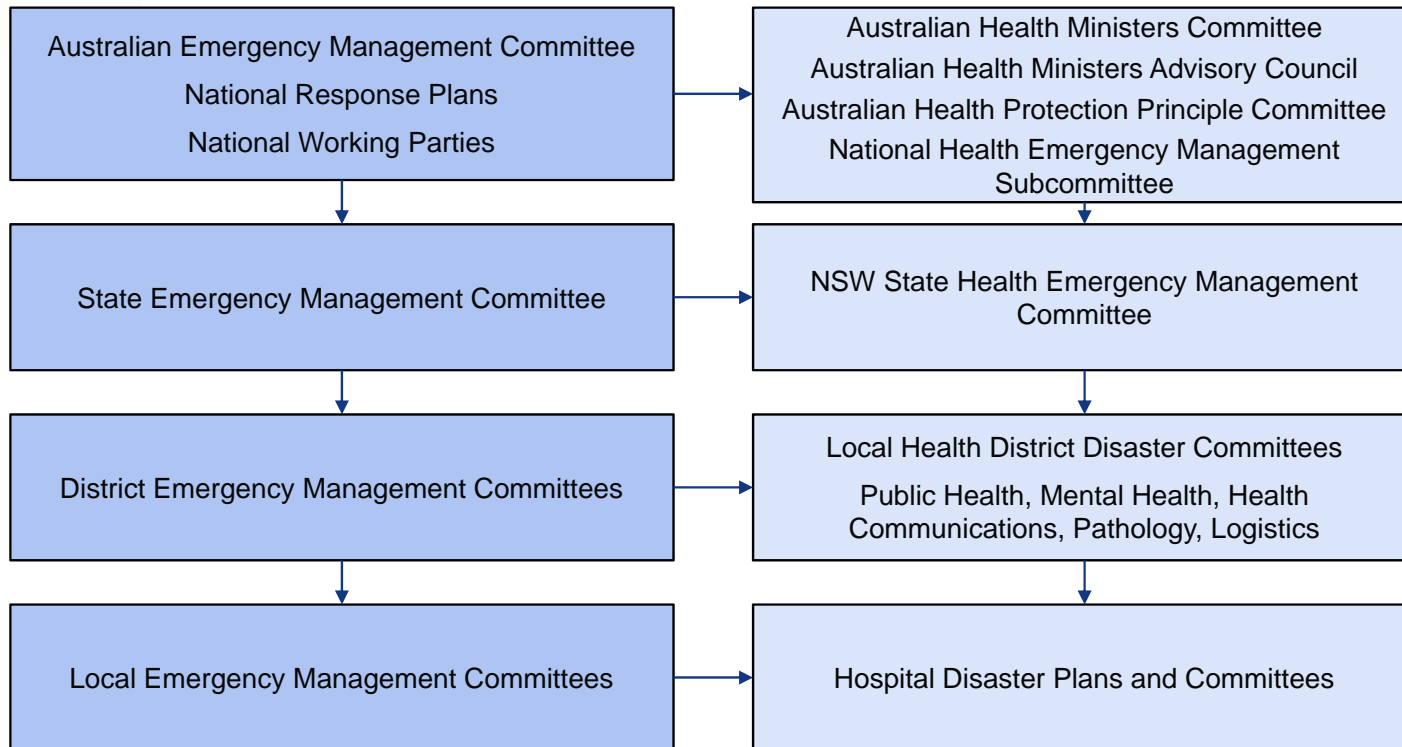 Australian Emergency Management Committee
National Response Plans
National Working Parties
Australian Health Ministers Committee
Australian Health Ministers Advisory Council
Australian Health Protection Principle Committee
National Health Emergency Management
Subcommittee
State Emergency Management Committee
NSW State Health Emergency Management
Committee
District Emergency Management Committees
Local Health District Disaster Committees
Public Health, Mental Health, Health
Communications, Pathology, Logistics
Local Emergency Management Committees
Hospital Disaster Plans and Committees